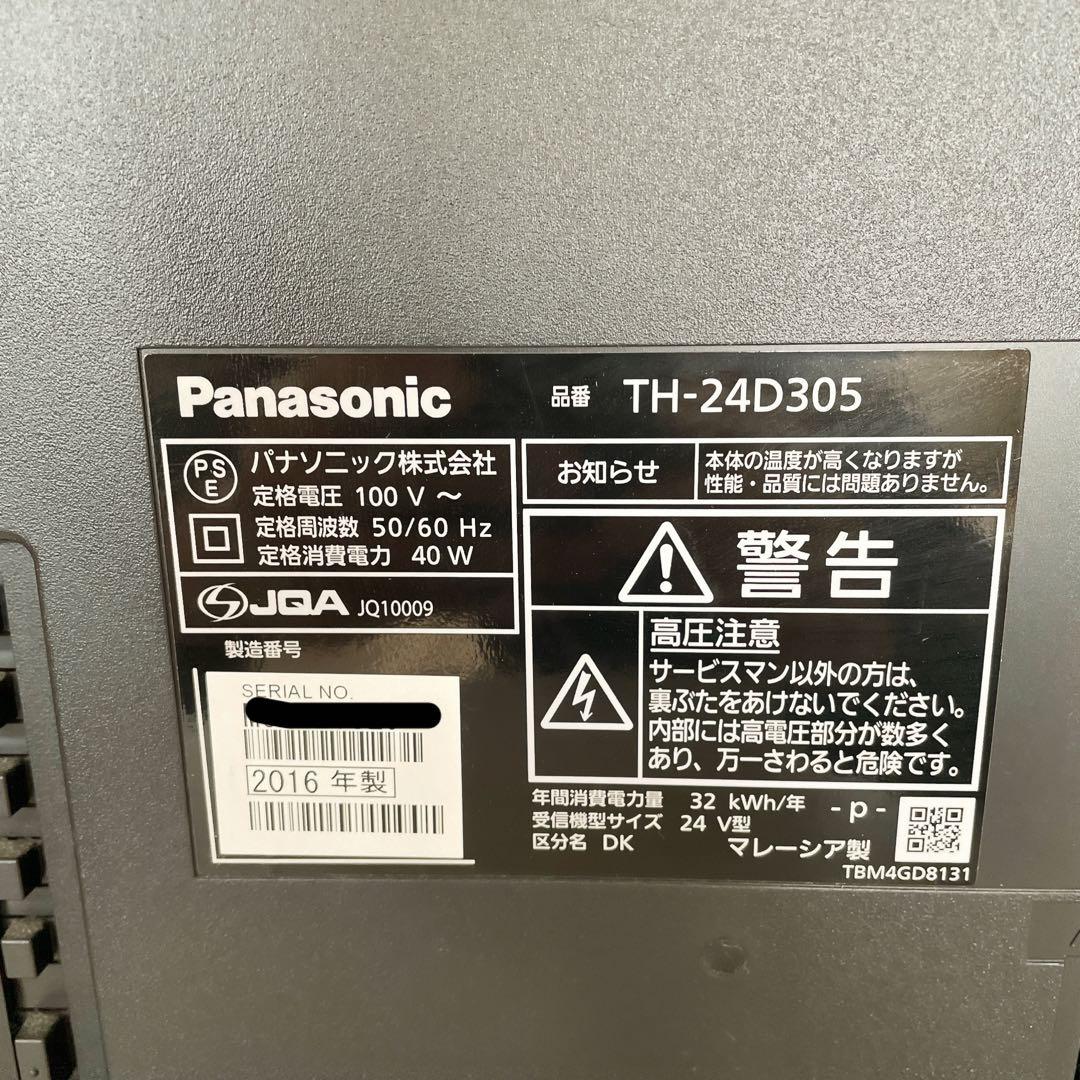 Panasonic
品番 TH-24D305
PS
E
パナソニック株式会社
定格電圧 100 V ～
定格周波数 50/60 Hz
定格消費電力 40 W
JQA JQ10009
製造番号
SERIAL NO.
2016 年製
お知らせ
本体の温度が高くなりますが
性能・品質には問題ありません。
警告
高圧注意
サービスマン以外の方は、
裏ぶたをあけないでください。
内部には高電圧部分が数多く
あり、万一さわると危険です。
年間消費電力量 32 kWh/年
受信機型サイズ 24 V型
区分名 DK
-p-
マレーシア製
TBM4GD8131